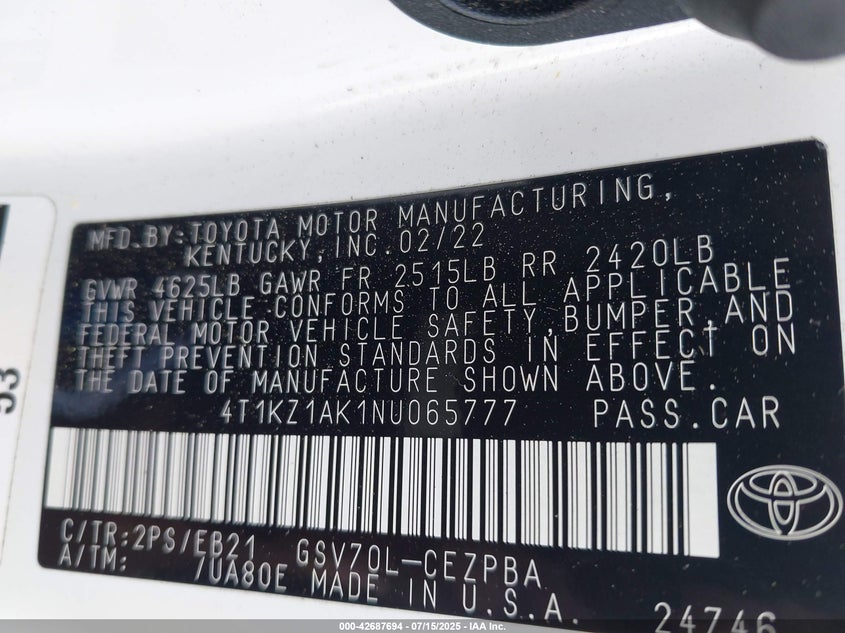 MFD.BY:TOYOTA MOTOR MANUFACTURING,
KENTUCKY,INC.02/22
GVWR 4625LB GAWR FR 2515LB RR 2420LB
THIS VEHICLE CONFORMS TO ALL APPLICABLE
FEDERAL MOTOR VEHICLE SAFETY,BUMPER,AND
THEFT PREVENTION STANDARDS IN EFFECT ON
THE DATE OF MANUFACTURE SHOWN ABOVE.
4T1KZ1AK1NU065777 PASS.CAR
C/TR:2PS/EB21 GSV70L-CEZPBA
A/TM: /UA80E MADE IN U.S.A.
24746
53
000-42687694 - 07/15/2025 - IAA Inc.